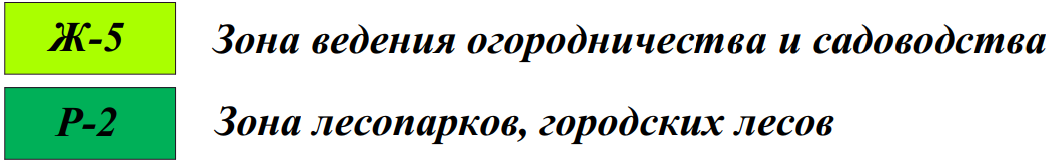 Ж-5 Зона ведения огородничества и садоводства
Р-2 Зона лесопарков, городских лесов